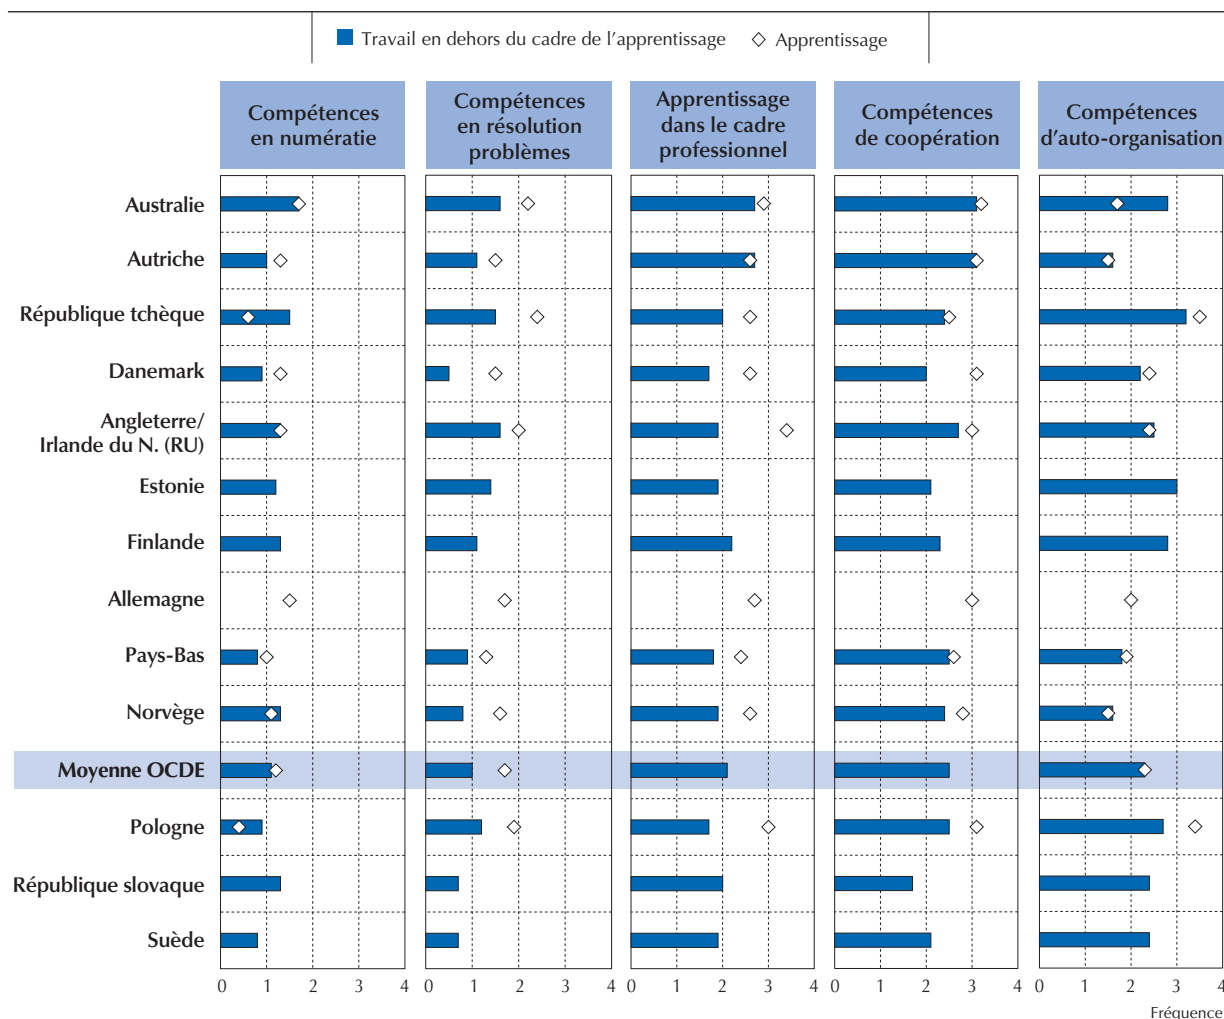 Travail en dehors du cadre de l'apprentissage Apprentissage
Compétences
en numératie
Compétences
en résolution
problèmes
Apprentissage
dans le cadre
professionnel
Compétences
de coopération
Compétences
d'auto-organisation
Australie
Autriche
République tchèque
Danemark
Angleterre/
Irlande du N. (RU)
Estonie
Finlande
Allemagne
Pays-Bas
Norvège
Moyenne OCDE
Pologne
République slovaque
Suède
0 1 2 3 4 0 1 2 3 4 0 1 2 3 4 0 1 2 3 4 0 1 2 3 4
Fréquence